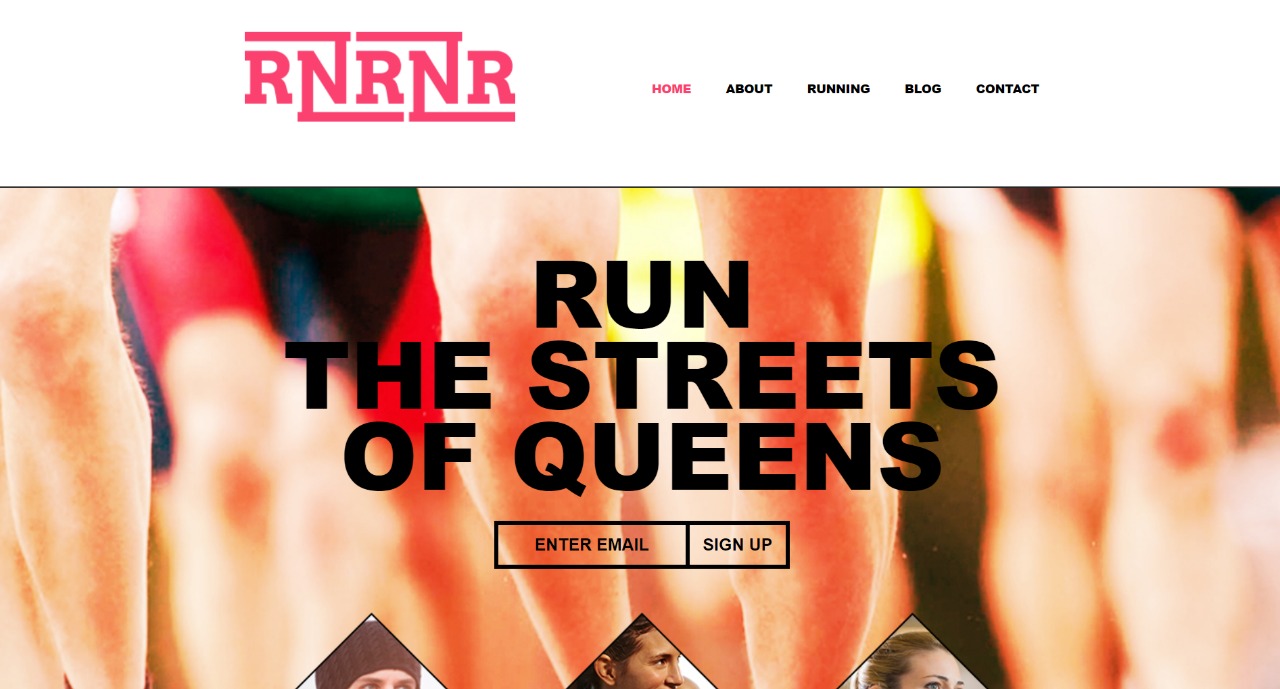 RNRNR
HOME ABOUT RUNNING BLOG CONTACT
RUN
THE STREETS
OF QUEENS
ENTER EMAIL SIGN UP